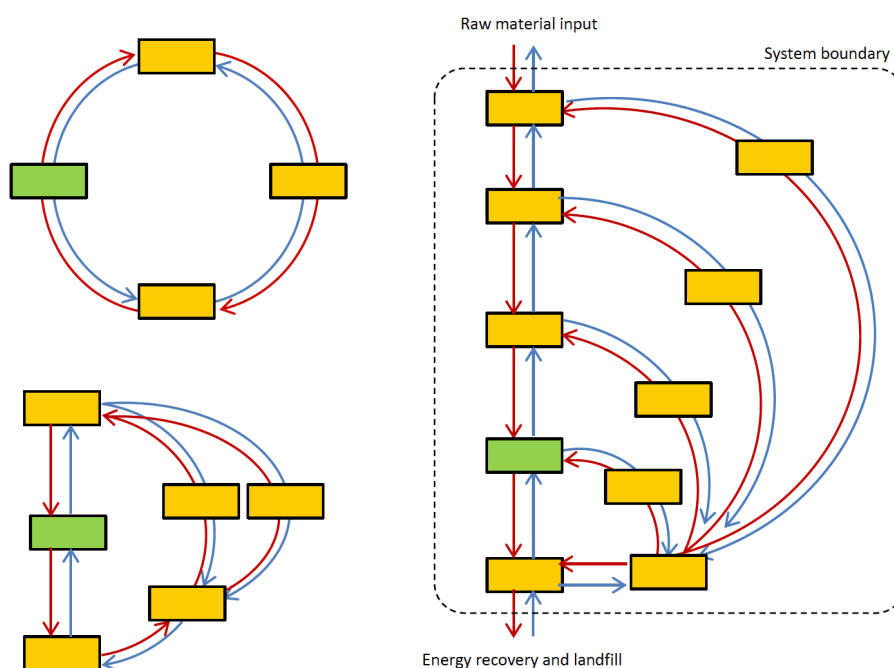 Raw material input
System boundary
Energy recovery and landfill